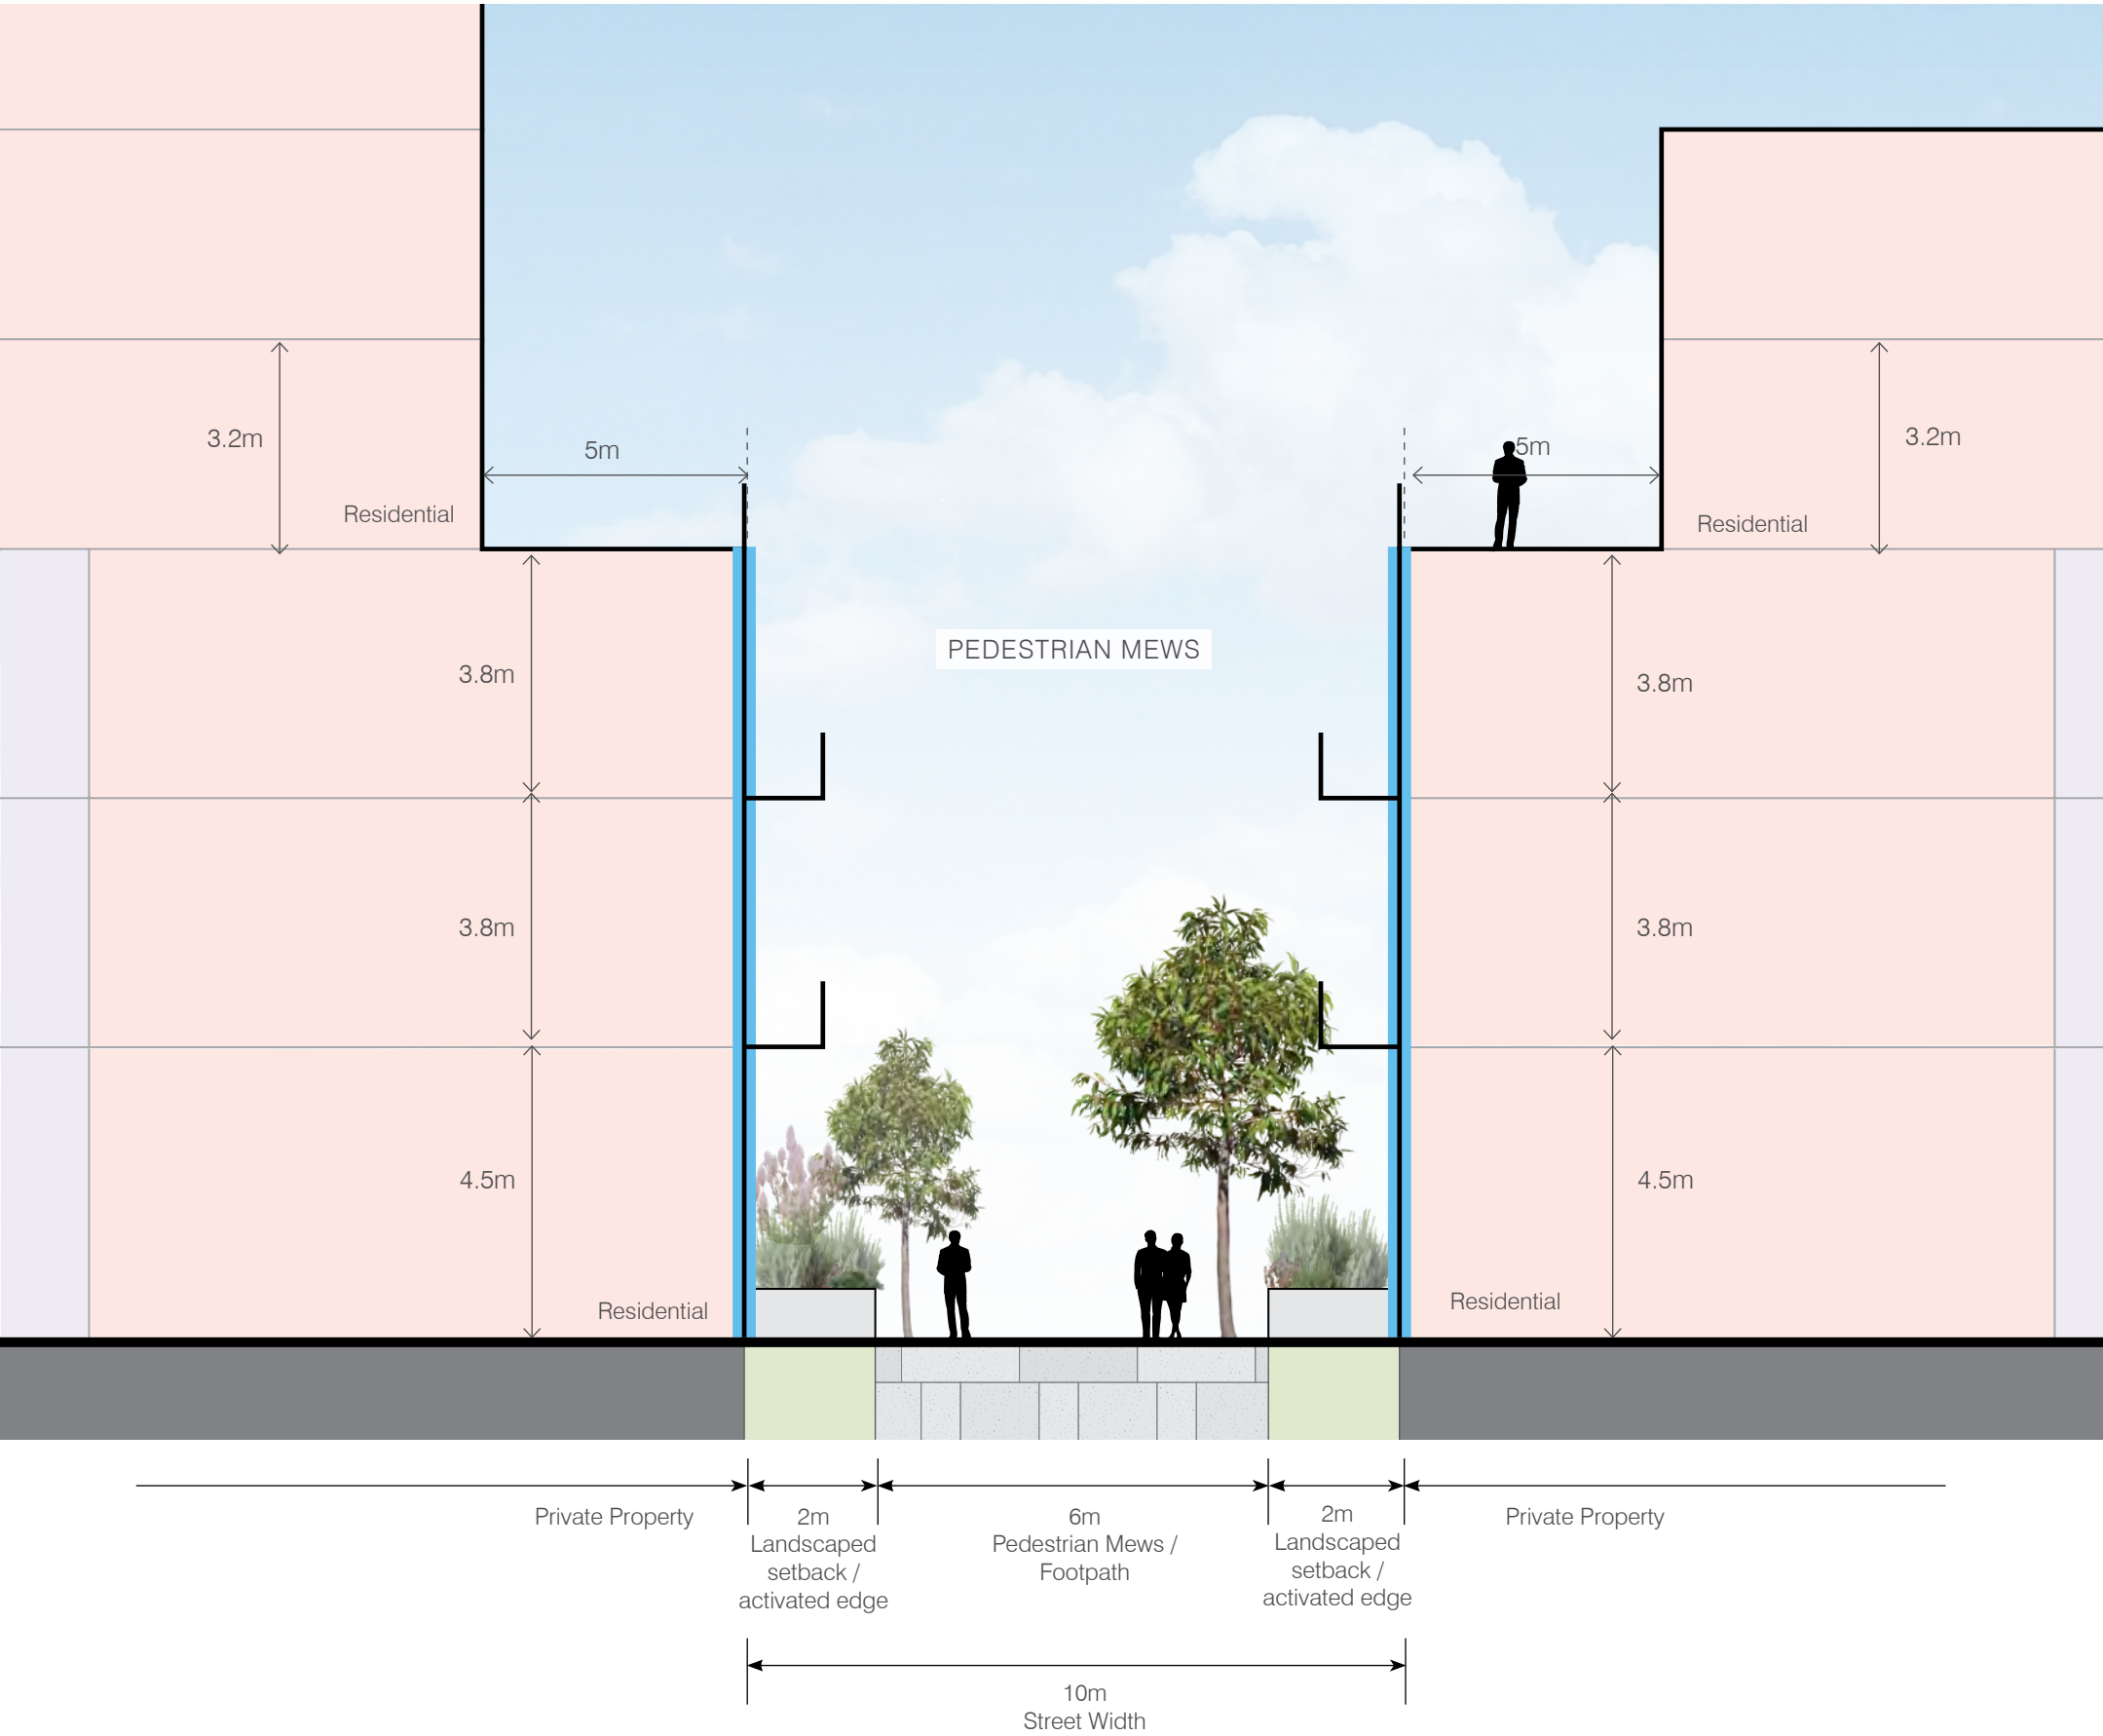 5m
5m
3.2m
3.2m
Residential
Residential
PEDESTRIAN MEWS
3.8m
3.8m
3.8m
3.8m
4.5m
4.5m
Residential
Residential
Private Property
2m
Landscaped
setback /
activated edge
6m
Pedestrian Mews /
Footpath
2m
Landscaped
setback /
activated edge
Private Property
10m
Street Width